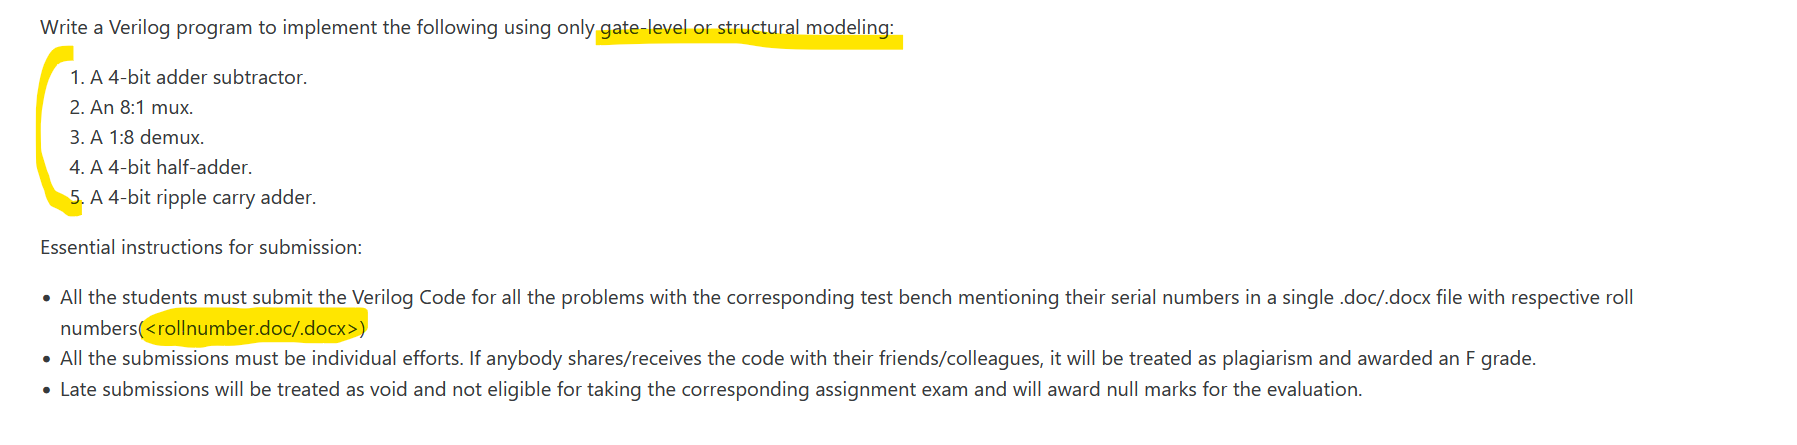 Write a Verilog program to implement the following using only gate-level or structural modeling:
1. A 4-bit adder subtractor.
2. An 8:1 mux.
3. A 1:8 demux.
4. A 4-bit half-adder.
5. A 4-bit ripple carry adder.
Essential instructions for submission:
• All the students must submit the Verilog Code for all the problems with the corresponding test bench mentioning their serial numbers in a single .doc/.docx file with respective roll
numbers(<rollnumber.doc/.docx>)
• All the submissions must be individual efforts. If anybody shares/receives the code with their friends/colleagues, it will be treated as plagiarism and awarded an F grade.
• Late submissions will be treated as void and not eligible for taking the corresponding assignment exam and will award null marks for the evaluation.